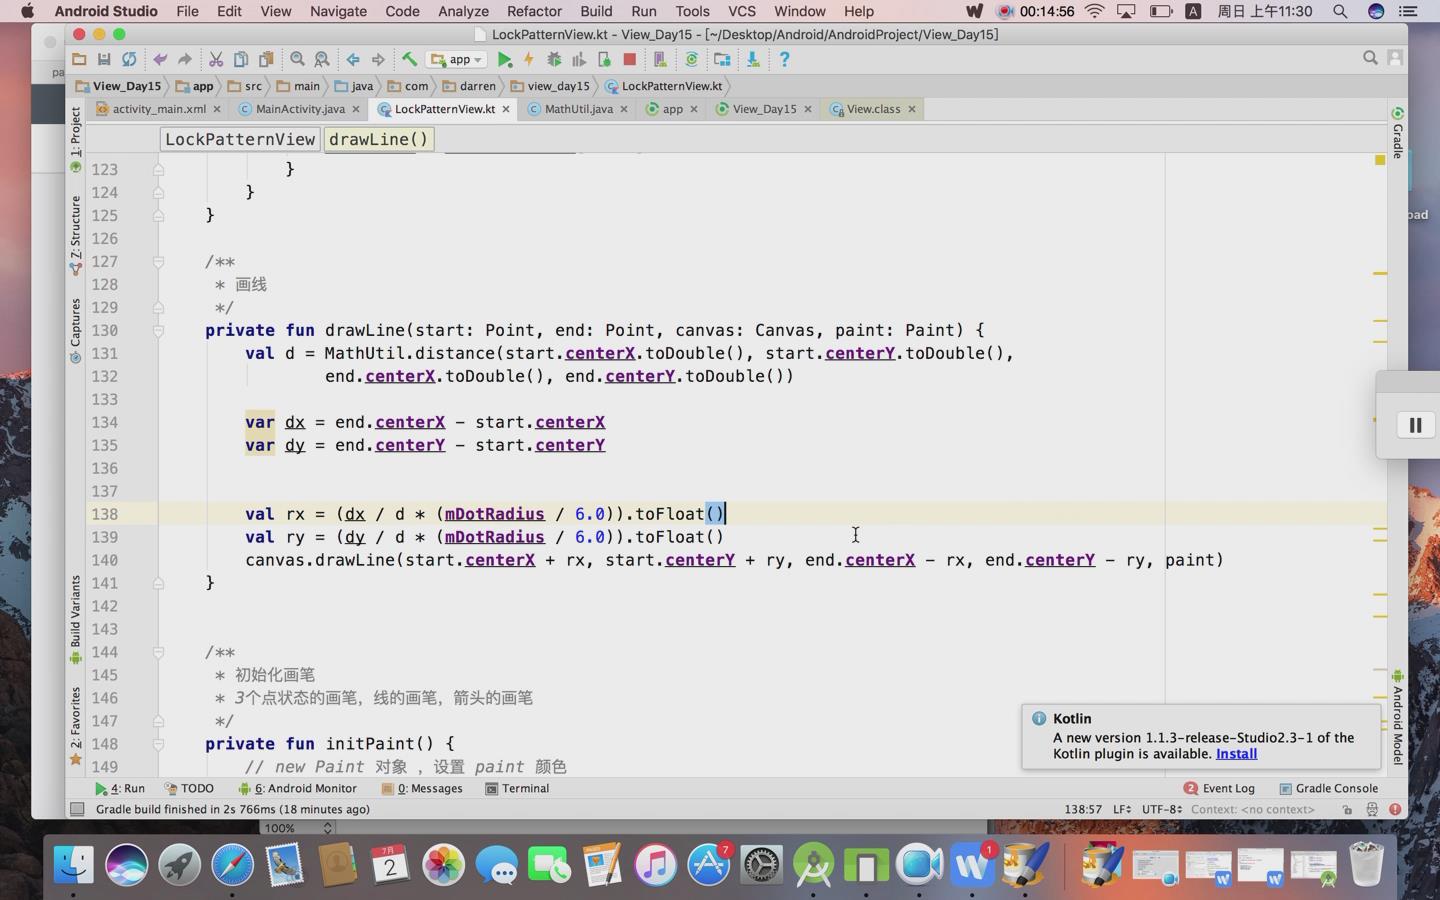 Android Studio File Edit View Navigate Code Analyze Refactor Build Run Tools VCS Window Help 00:14:56 A 周日 上午11:30
LockPatternView.kt - View_Day15 - [~/Desktop/Android/AndroidProject/View_Day15]
app
View_Day15 app src main java com darren view_day15 LockPatternView.kt
activity_main.xml MainActivity.java LockPatternView.kt MathUtil.java app View_Day15 View.class
LockPatternView drawLine()
123 }
124 }
125 }
126
127 /**
128 * 画线
129 */
130 private fun drawLine(start: Point, end: Point, canvas: Canvas, paint: Paint) {
131 val d = MathUtil.distance(start.centerX.toDouble(), start.centerY.toDouble(),
132 end.centerX.toDouble(), end.centerY.toDouble())
133
134 var dx = end.centerX - start.centerX
135 var dy = end.centerY - start.centerY
136
137
138 val rx = (dx / d * (mDotRadius / 6.0)).toFloat()
139 val ry = (dy / d * (mDotRadius / 6.0)).toFloat()
140 canvas.drawLine(start.centerX + rx, start.centerY + ry, end.centerX - rx, end.centerY - ry, paint)
141 }
142
143
144 /**
145 * 初始化画笔
146 * 3个点状态的画笔，线的画笔，箭头的画笔
147 */
148 private fun initPaint() {
149 // new Paint 对象 ，设置 paint 颜色
1: Project
7: Structure
Captures
Build Variants
2: Favorites
Gradle
Android Model
oad
pa
Kotlin
A new version 1.1.3-release-Studio2.3-1 of the
Kotlin plugin is available. Install
4: Run TODO 6: Android Monitor 0: Messages Terminal 2 Event Log Gradle Console
Gradle build finished in 2s 766ms (18 minutes ago) 138:57 LF UTF-8 Context: <no context>
100%
7月
2
7
1